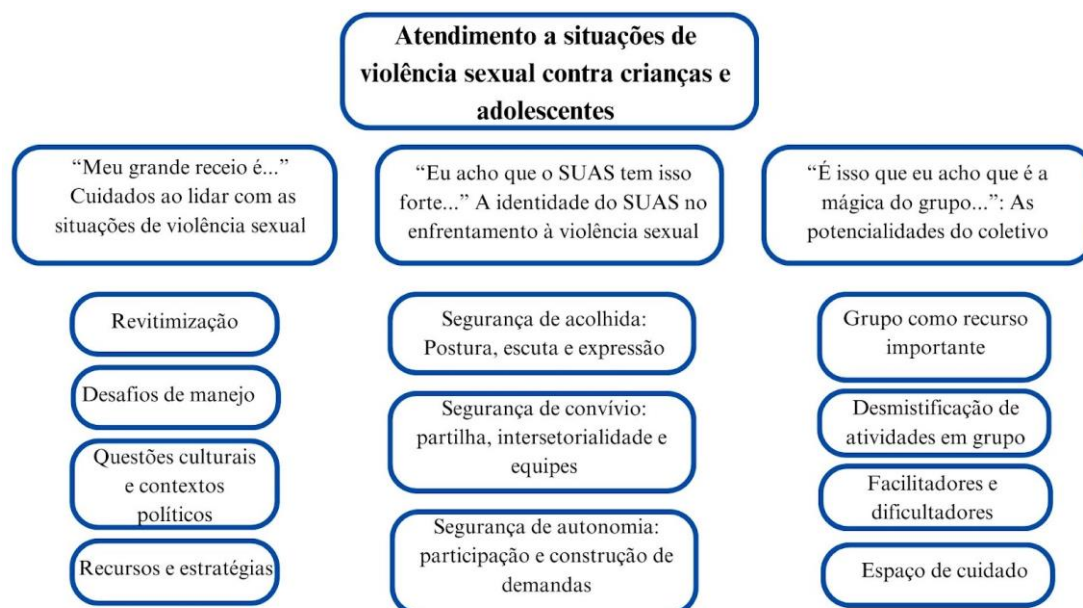 Atendimento a situações de
violência sexual contra crianças e
adolescentes
“Meu grande receio é...”
Cuidados ao lidar com as
situações de violência sexual
“Eu acho que o SUAS tem isso
forte...” A identidade do SUAS no
enfrentamento à violência sexual
“É isso que eu acho que é a
mágica do grupo...”: As
potencialidades do coletivo
Revitimização
Desafios de manejo
Questões culturais
e contextos
políticos
Recursos e estratégias
Segurança de acolhida:
Postura, escuta e expressão
Segurança de convívio:
partilha, intersetorialidade e
equipes
Segurança de autonomia:
participação e construção de
demandas
Grupo como recurso
importante
Desmistificação de
atividades em grupo
Facilitadores e
dificultadores
Espaço de cuidado